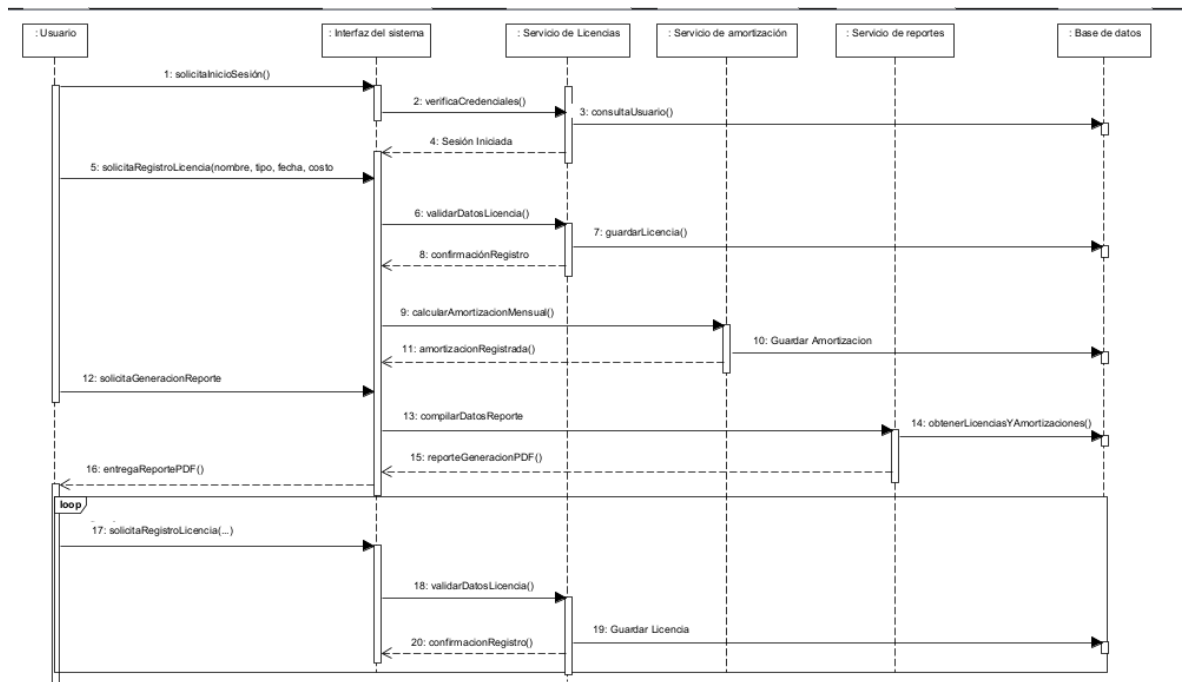 : Usuario
: Interfaz del sistema
: Servicio de Licencias
: Servicio de amortización
: Servicio de reportes
: Base de datos
1: solicitaInicioSesión()
2: verificaCredenciales()
3: consultaUsuario()
4: Sesión Iniciada
5: solicitaRegistroLicencia(nombre, tipo, fecha, costo
6: validarDatosLicencia()
7: guardarLicencia()
8: confirmaciónRegistro
9: calcularAmortizacionMensual()
10: Guardar Amortizacion
11: amortizacionRegistrada()
12: solicitaGeneracionReporte
13: compilarDatosReporte
14: obtenerLicenciasYAmortizaciones()
15: reporteGeneracionPDF()
16: entregaReportePDF()
loop
17: solicitaRegistroLicencia(...)
18: validarDatosLicencia()
19: Guardar Licencia
20: confirmacionRegistro()